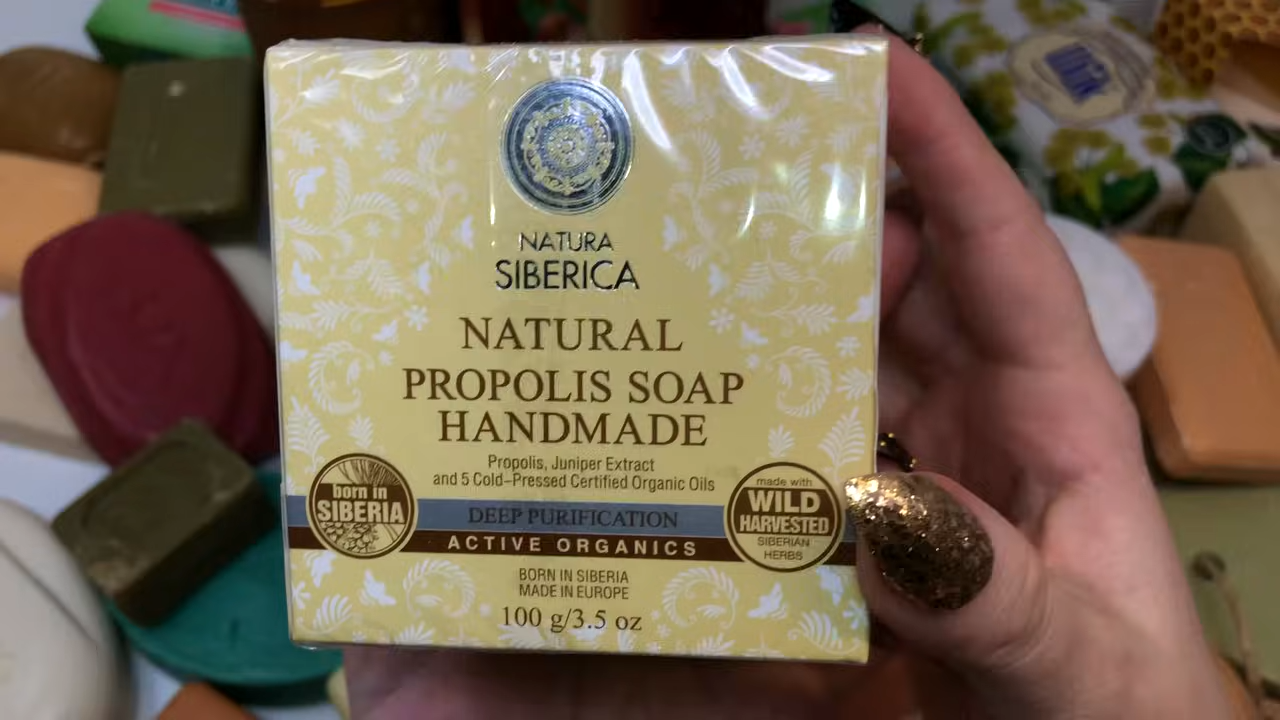 NATURA
SIBERICA
NATURAL
PROPOLIS SOAP
HANDMADE
Propolis, Juniper Extract
and 5 Cold-Pressed Certified Organic Oils
born in
SIBERIA
made with
WILD
HARVESTED
SIBERIAN
HERBS
DEEP PURIFICATION
ACTIVE ORGANICS
BORN IN SIBERIA
MADE IN EUROPE
100 g/3.5 oz